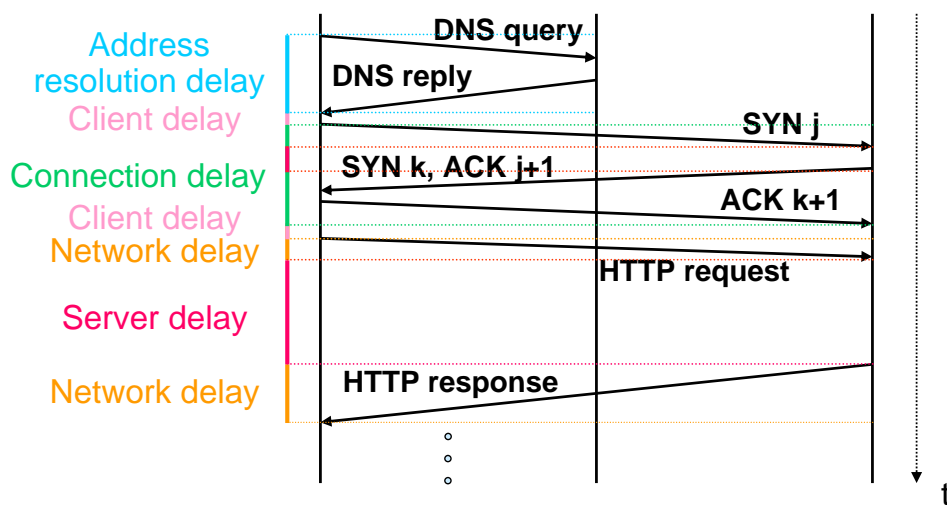 DNS query
Address
resolution delay
DNS reply
Client delay
SYN j
SYN k, ACK j+1
Connection delay
ACK k+1
Client delay
Network delay
HTTP request
Server delay
HTTP response
Network delay
t